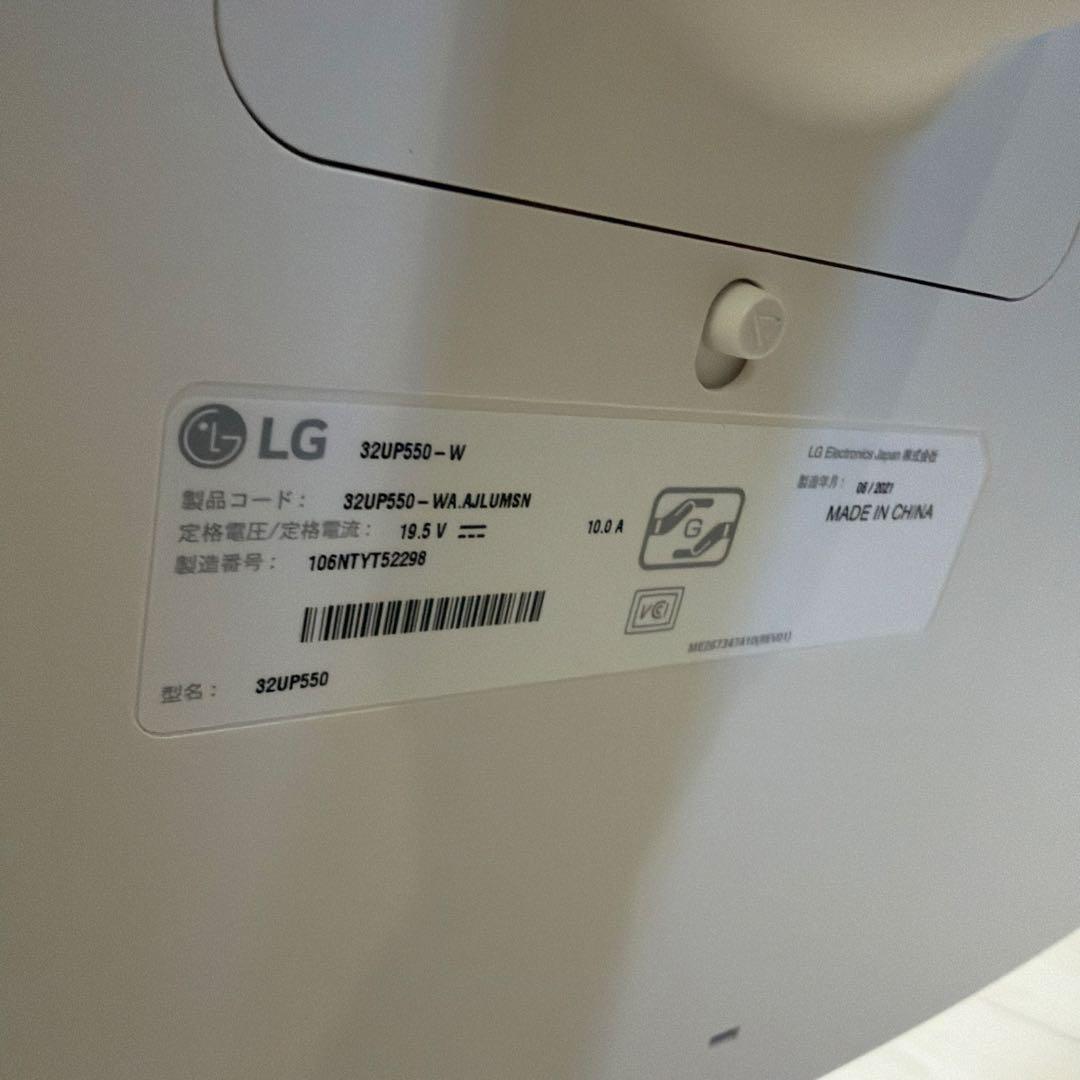 LG 32UP550-W
製品コード： 32UP550-WA.AJLUMSN
定格電圧/定格電流： 19.5 V 10.0 A
製造番号： 106NTYT52298
型名： 32UP550
G
VCCI
LG Electronics Japan 株式会社
製造年月： 06 / 2021
MADE IN CHINA